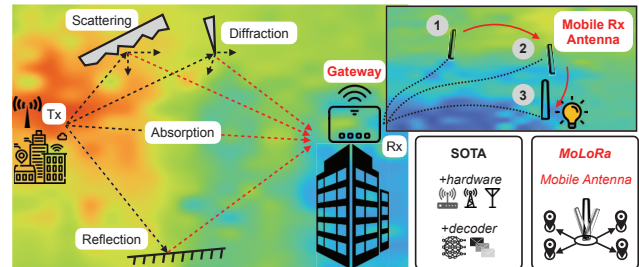 Scattering
Diffraction
Gateway
Tx
Absorption
Rx
Reflection
1
2
3
Mobile Rx
Antenna
SOTA
+hardware
+decoder
MoLoRa
Mobile Antenna